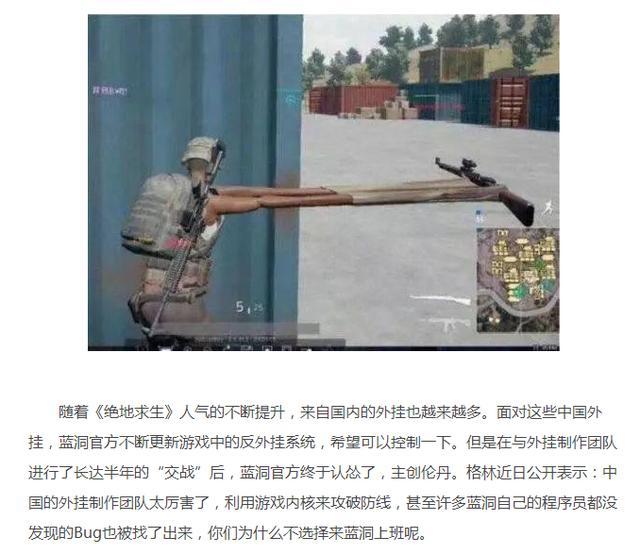 5
随着《绝地求生》人气的不断提升，来自国内的外挂也越来越多。面对这些中国外
挂，蓝洞官方不断更新游戏中的反外挂系统，希望可以控制一下。但是在与外挂制作团队
进行了长达半年的“交战”后，蓝洞官方终于认怂了，主创伦丹。格林近日公开表示：中
国的外挂制作团队太厉害了，利用游戏内核来攻破防线，甚至许多蓝洞自己的程序员都没
发现的Bug也被找了出来，你们为什么不选择来蓝洞上班呢。